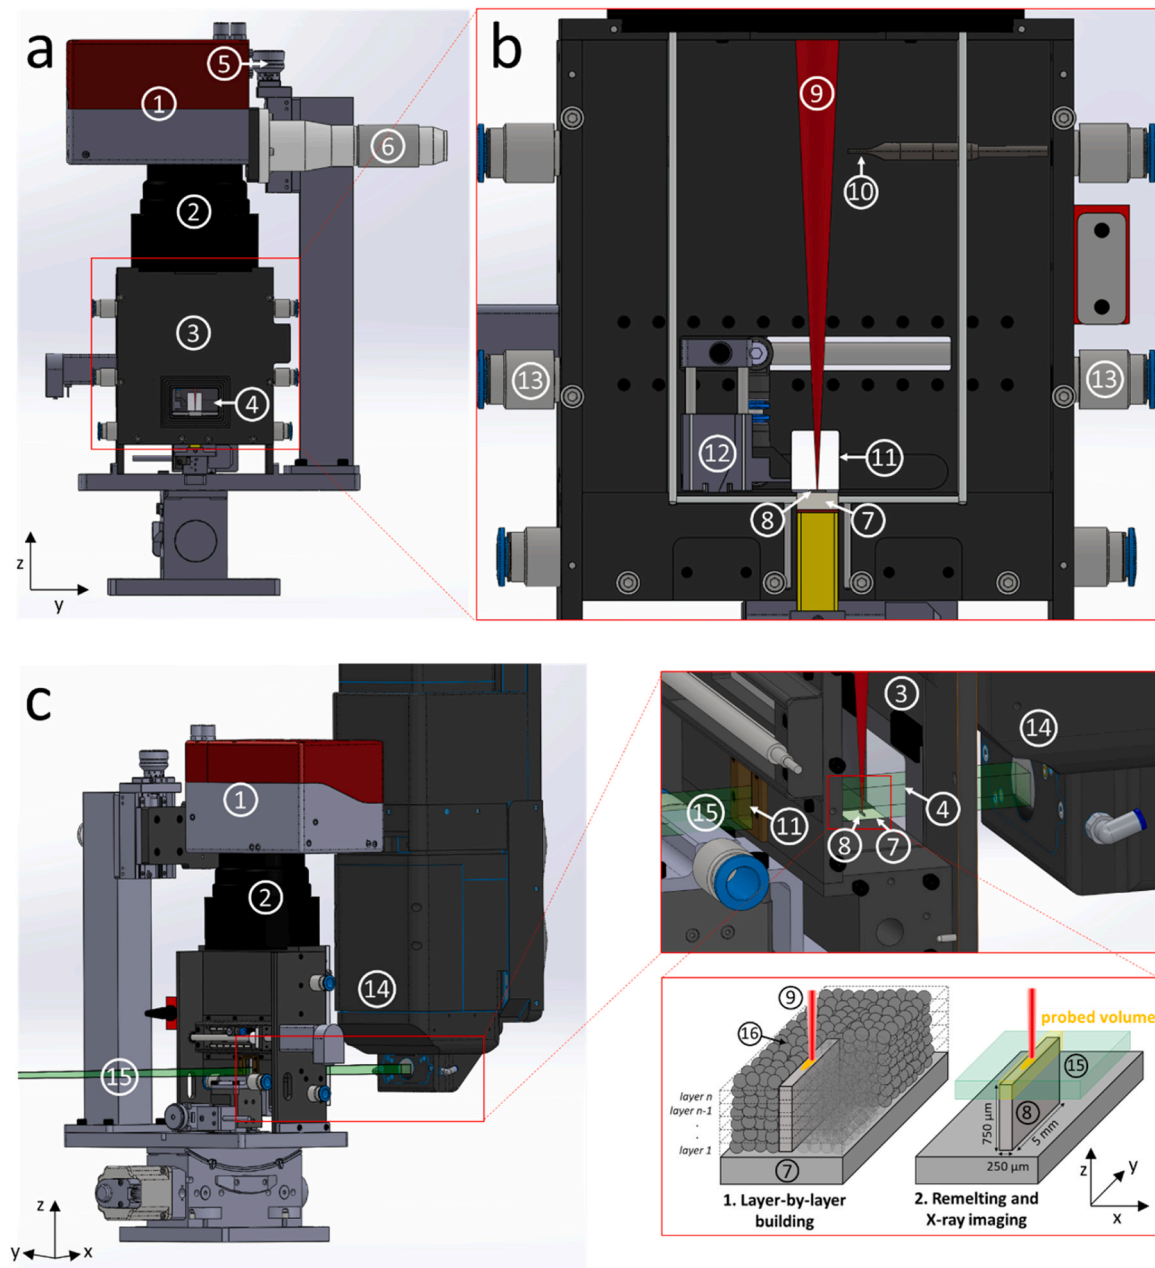 a
5
1
6
2
3
4
z
y
b
9
10
13
13
12
11
8
7
c
1
2
14
15
z
y
x
3
14
15
11
4
8
7
9
16
layer n
layer n-1
.
.
layer 1
7
1. Layer-by-layer
building
probed volume
15
8
750 µm
5 mm
250 µm
2. Remelting and
X-ray imaging
z
y
x